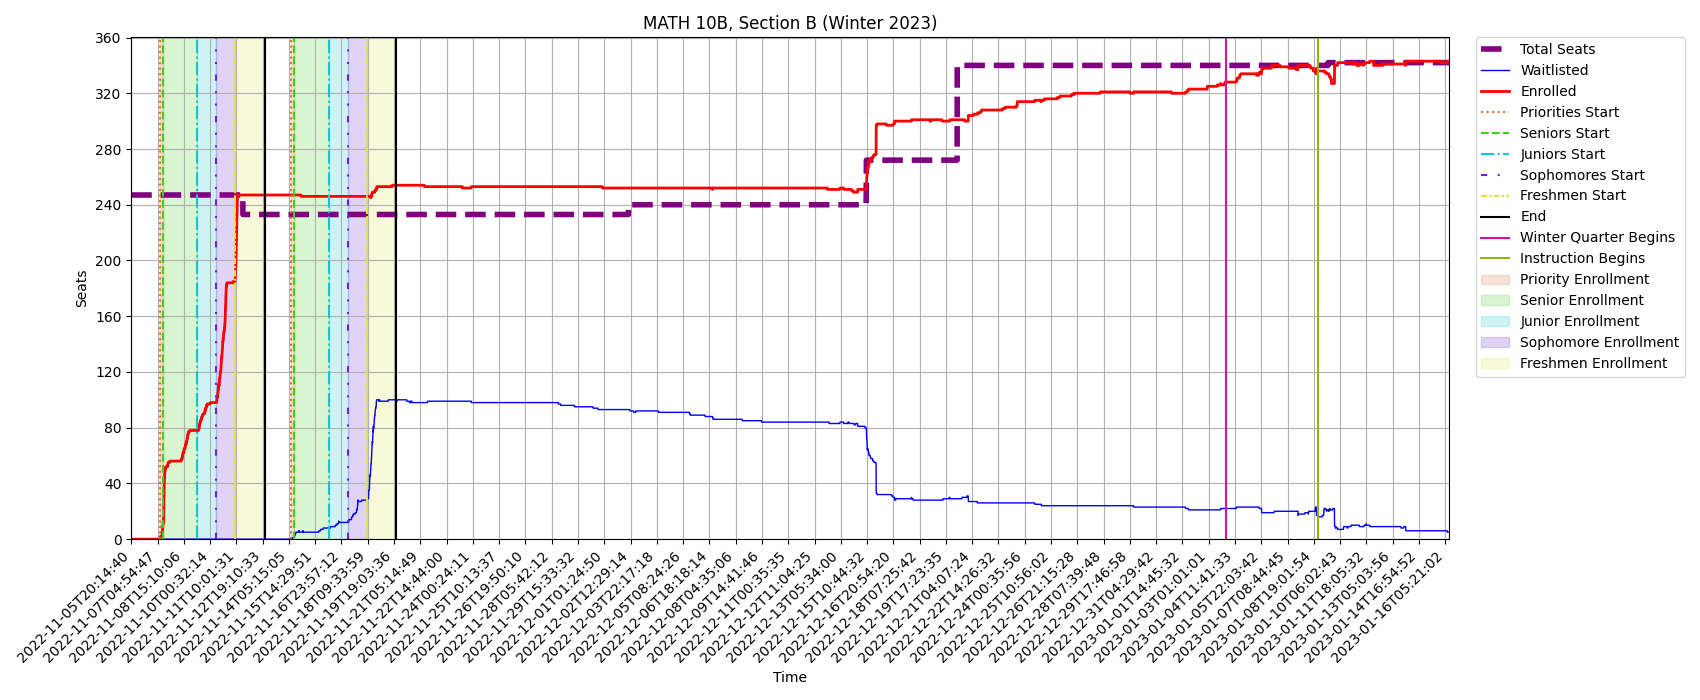 MATH 10B, Section B (Winter 2023)
360
320
280
240
200
160
120
80
40
0
Seats
2022-11-05T20:14:40
2022-11-07T04:54:47
2022-11-08T15:10:06
2022-11-10T00:32:14
2022-11-11T10:01:31
2022-11-12T19:10:33
2022-11-14T05:15:05
2022-11-15T14:29:51
2022-11-16T23:57:12
2022-11-18T09:33:59
2022-11-19T19:03:36
2022-11-21T05:14:49
2022-11-22T14:44:00
2022-11-24T00:24:11
2022-11-25T10:13:37
2022-11-26T19:50:10
2022-11-28T05:42:12
2022-11-29T15:33:32
2022-12-01T01:24:50
2022-12-02T12:29:14
2022-12-03T22:17:18
2022-12-05T08:24:26
2022-12-06T18:18:14
2022-12-08T04:35:06
2022-12-09T14:41:46
2022-12-11T00:35:35
2022-12-12T11:04:25
2022-12-13T05:34:00
2022-12-15T10:44:32
2022-12-16T20:54:20
2022-12-18T07:25:42
2022-12-19T17:23:35
2022-12-21T04:07:24
2022-12-22T14:26:32
2022-12-24T00:35:56
2022-12-25T10:56:02
2022-12-26T21:15:28
2022-12-28T07:39:48
2022-12-29T17:46:58
2022-12-31T04:29:42
2023-01-01T14:45:32
2023-01-03T01:01:01
2023-01-04T11:41:33
2023-01-05T22:03:42
2023-01-07T08:44:45
2023-01-08T19:01:54
2023-01-10T06:02:43
2023-01-11T18:05:32
2023-01-13T05:03:56
2023-01-14T16:54:52
2023-01-16T05:21:02
Time
Total Seats
Waitlisted
Enrolled
Priorities Start
Seniors Start
Juniors Start
Sophomores Start
Freshmen Start
End
Winter Quarter Begins
Instruction Begins
Priority Enrollment
Senior Enrollment
Junior Enrollment
Sophomore Enrollment
Freshmen Enrollment